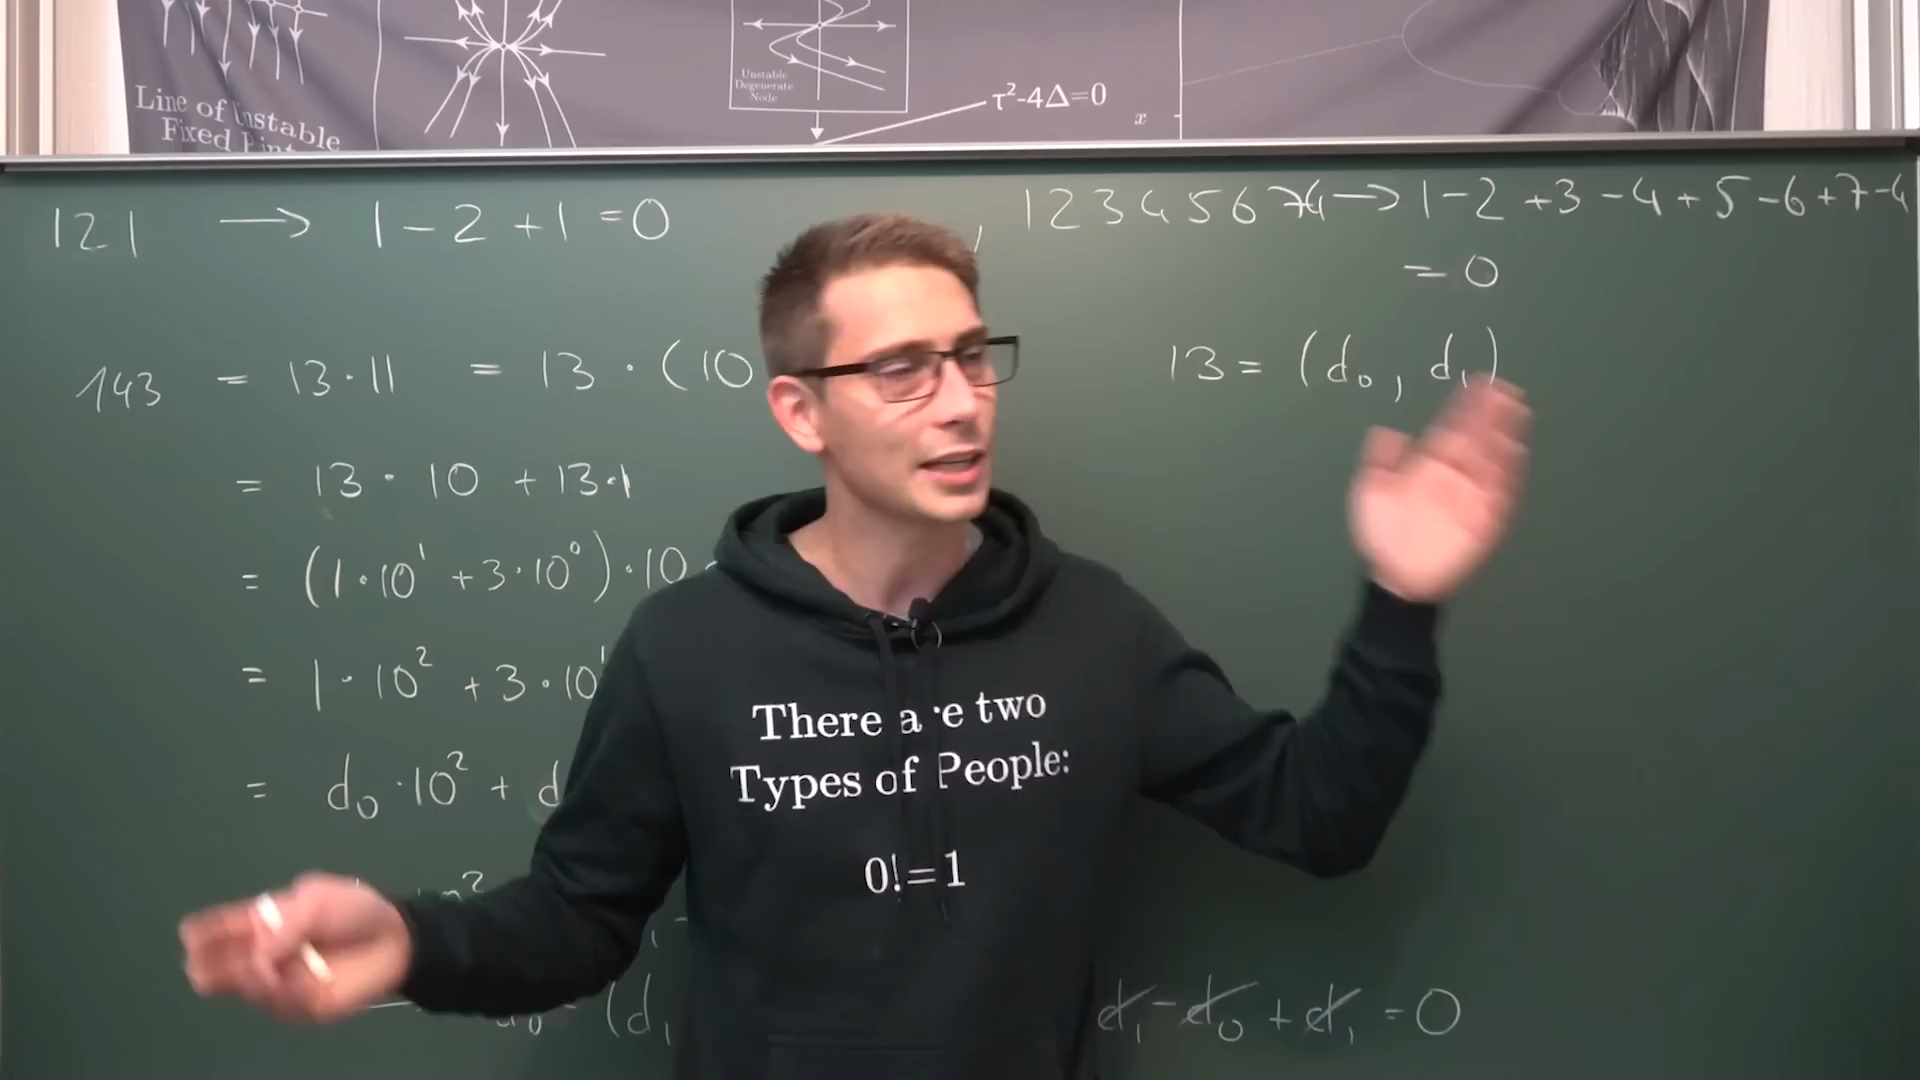 Line of Unstable
Fixed Points
Unstable
Degenerate
Node
τ²-4Δ=0
x
121 → 1-2+1=0
, 12345674 → 1-2+3-4+5-6+7-4
=0
143 = 13·11 = 13·(10
13=(d₀, d₁)
= 13·10+13·1
= (1·10¹+3·10⁰)·10
= 1·10²+3·10¹
= d₀·10²+d
There are two
Types of People:
0!=1
(d₁
d₁-d₀+d₁=0